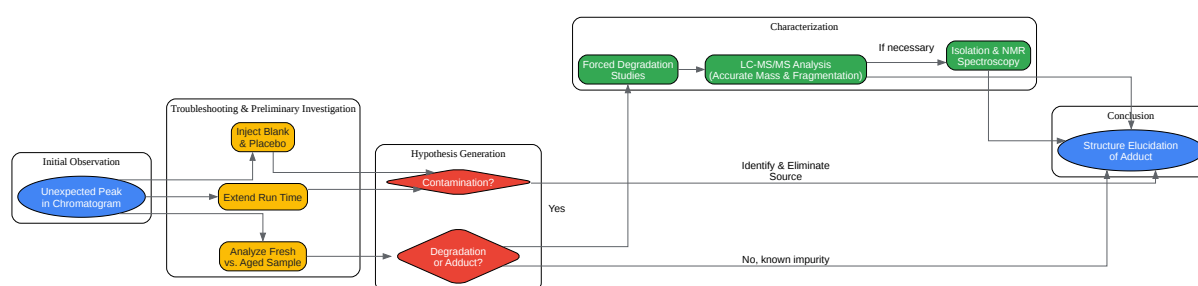 Characterization
If necessary
Isolation & NMR
Spectroscopy
Forced Degradation
Studies
LC-MS/MS Analysis
(Accurate Mass & Fragmentation)
Troubleshooting & Preliminary Investigation
Conclusion
Inject Blank
& Placebo
Structure Elucidation
of Adduct
Initial Observation
Hypothesis Generation
Identify & Eliminate
Source
Unexpected Peak
in Chromatogram
Extend Run Time
Contamination?
Yes
Analyze Fresh
vs. Aged Sample
Degradation
or Adduct?
No, known impurity